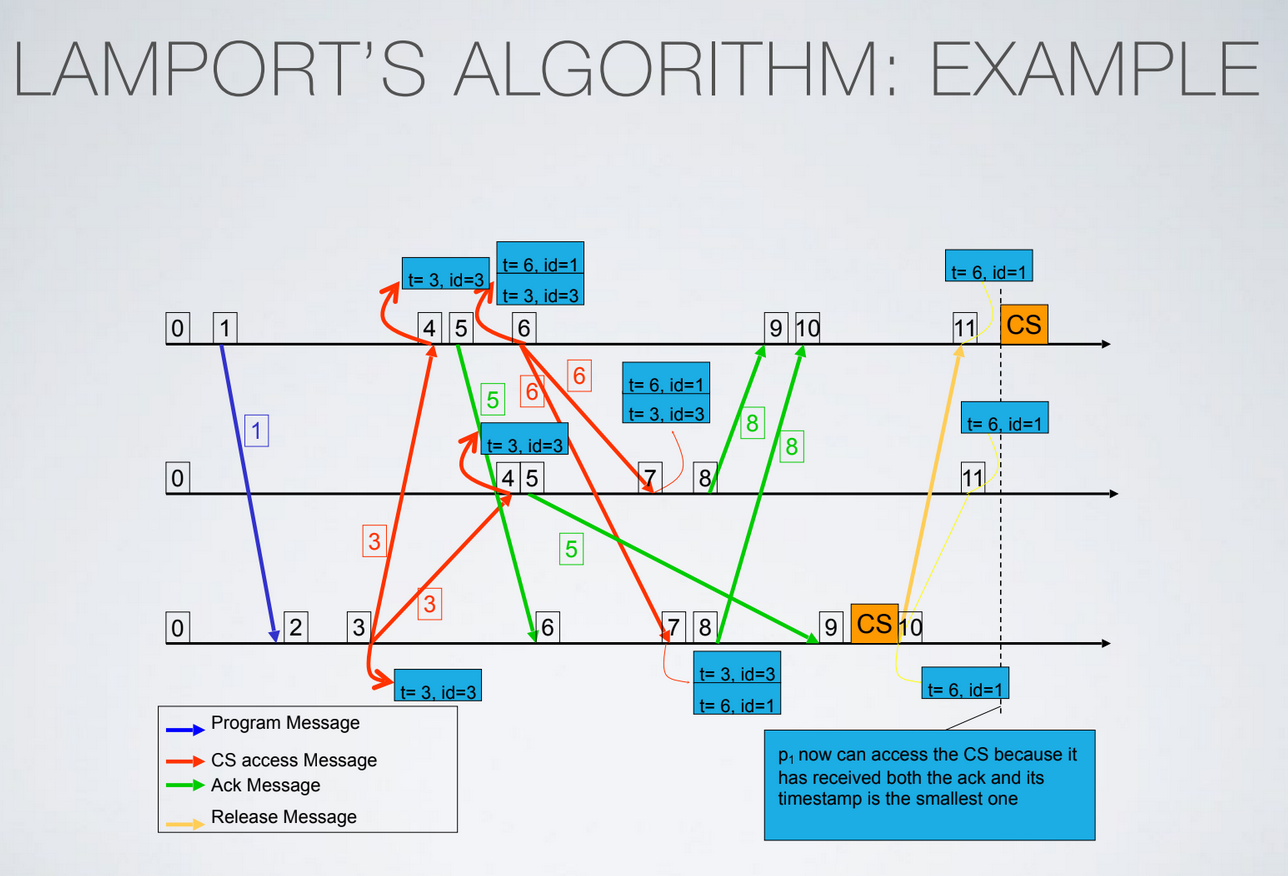 LAMPORT'S ALGORITHM: EXAMPLE
t= 6, id=1
t= 3, id=3
t= 3, id=3
t= 6, id=1
0
1
4
5
6
9
10
11
CS
6
6
t= 6, id=1
t= 3, id=3
5
8
1
t= 3, id=3
8
t= 6, id=1
0
4
5
7
8
11
3
5
3
0
2
3
6
7
8
9
CS
10
t= 3, id=3
t= 3, id=3
t= 6, id=1
t= 6, id=1
Program Message
CS access Message
Ack Message
Release Message
p1 now can access the CS because it
has received both the ack and its
timestamp is the smallest one